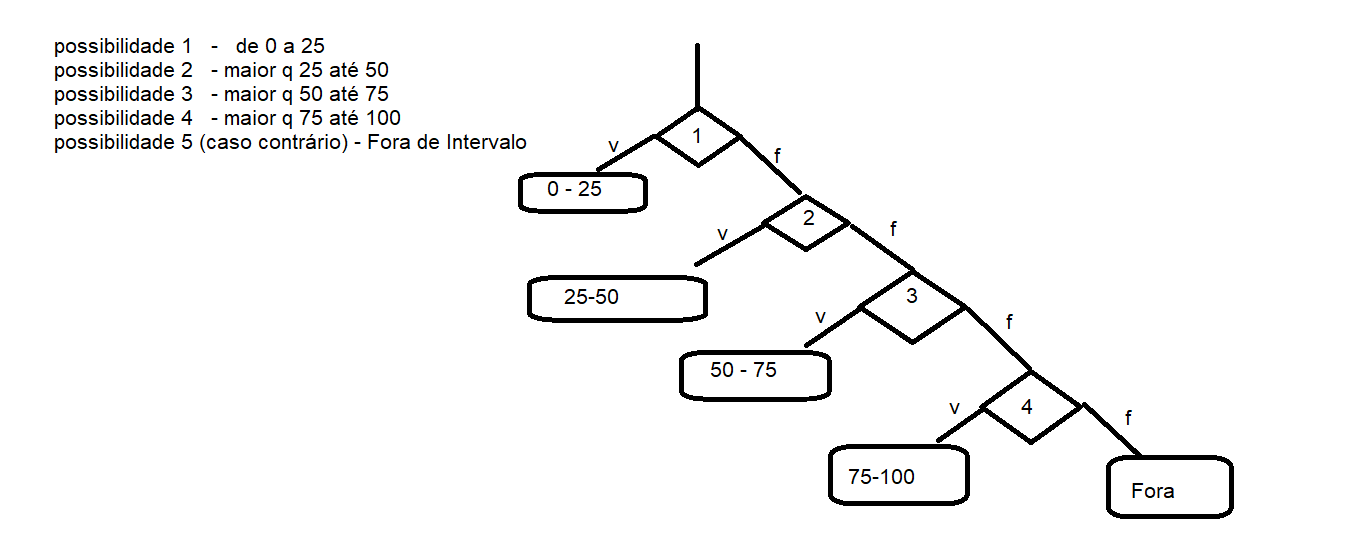 possibilidade 1 - de 0 a 25
possibilidade 2 - maior q 25 até 50
possibilidade 3 - maior q 50 até 75
possibilidade 4 - maior q 75 até 100
possibilidade 5 (caso contrário) - Fora de Intervalo
1
v
f
0 - 25
2
v
f
25-50
3
v
f
50 - 75
4
v
f
75-100
Fora